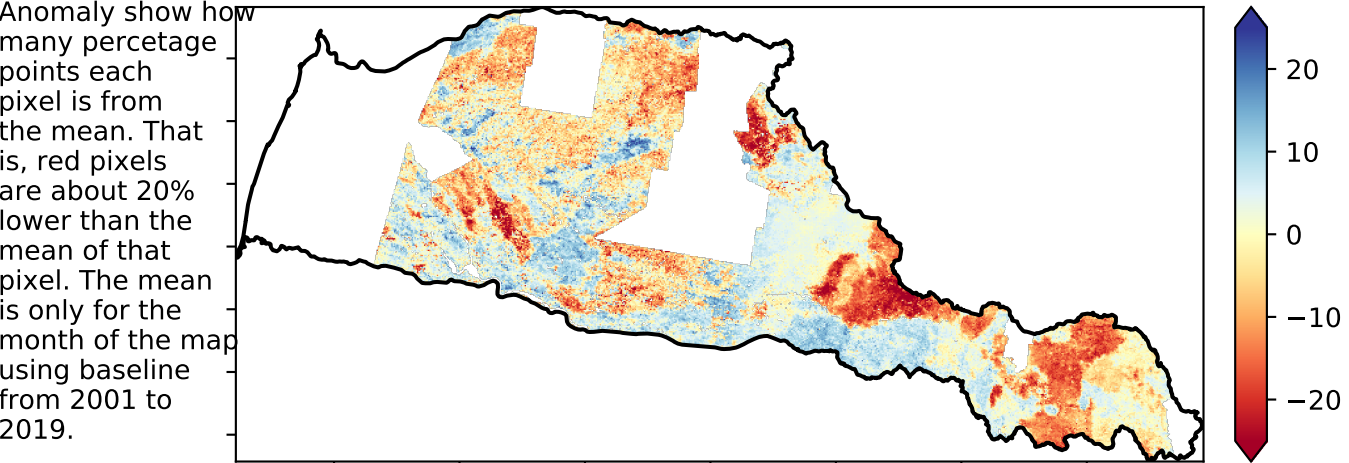 Anomaly show how
many percetage
points each
pixel is from
the mean. That
is, red pixels
are about 20%
lower than the
mean of that
pixel. The mean
is only for the
month of the map
using baseline
from 2001 to
2019.
20
10
0
−10
−20